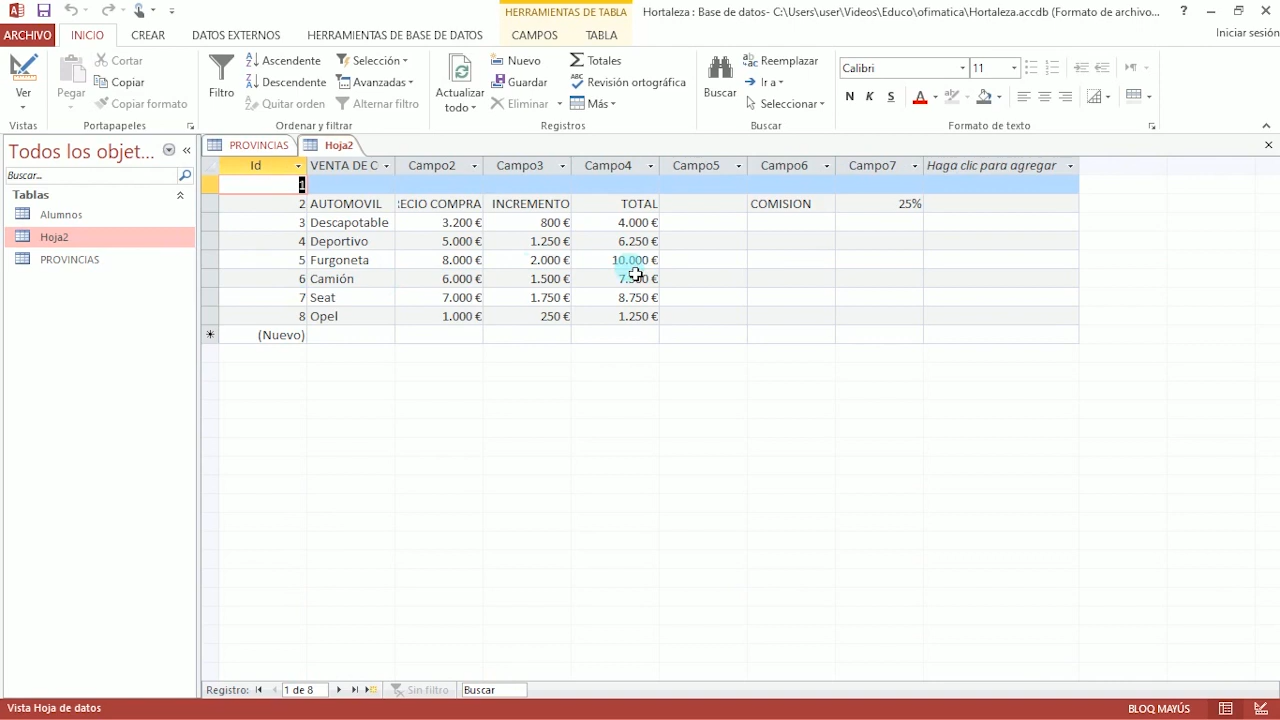 HERRAMIENTAS DE TABLA
Hortaleza : Base de datos- C:\Users\user\Videos\Educo\ofimatica\Hortaleza.accdb (Formato de archivo...
?
ARCHIVO INICIO CREAR DATOS EXTERNOS HERRAMIENTAS DE BASE DE DATOS CAMPOS TABLA
Iniciar sesión
Ver
Vistas
Pegar
Cortar
Copiar
Copiar formato
Portapapeles
Filtro
Ascendente
Descendente
Quitar orden
Selección
Avanzadas
Alternar filtro
Ordenar y filtrar
Actualizar
todo
Nuevo
Guardar
Eliminar
Totales
Revisión ortográfica
Más
Registros
Buscar
Reemplazar
Ir a
Seleccionar
Buscar
Calibri 11
N K S A
Formato de texto
Todos los objet...
Buscar...
Tablas
Alumnos
Hoja2
PROVINCIAS
PROVINCIAS Hoja2
Id VENTA DE C Campo2 Campo3 Campo4 Campo5 Campo6 Campo7 Haga clic para agregar
1
2 AUTOMOVIL RECIO COMPRA INCREMENTO TOTAL COMISION 25%
3 Descapotable 3.200 € 800 € 4.000 €
4 Deportivo 5.000 € 1.250 € 6.250 €
5 Furgoneta 8.000 € 2.000 € 10.000 €
6 Camión 6.000 € 1.500 €
7 Seat 7.000 € 1.750 € 8.750 €
8 Opel 1.000 € 250 € 1.250 €
(Nuevo)
Registro: 1 de 8 Sin filtro Buscar
Vista Hoja de datos
BLOQ MAYÚS